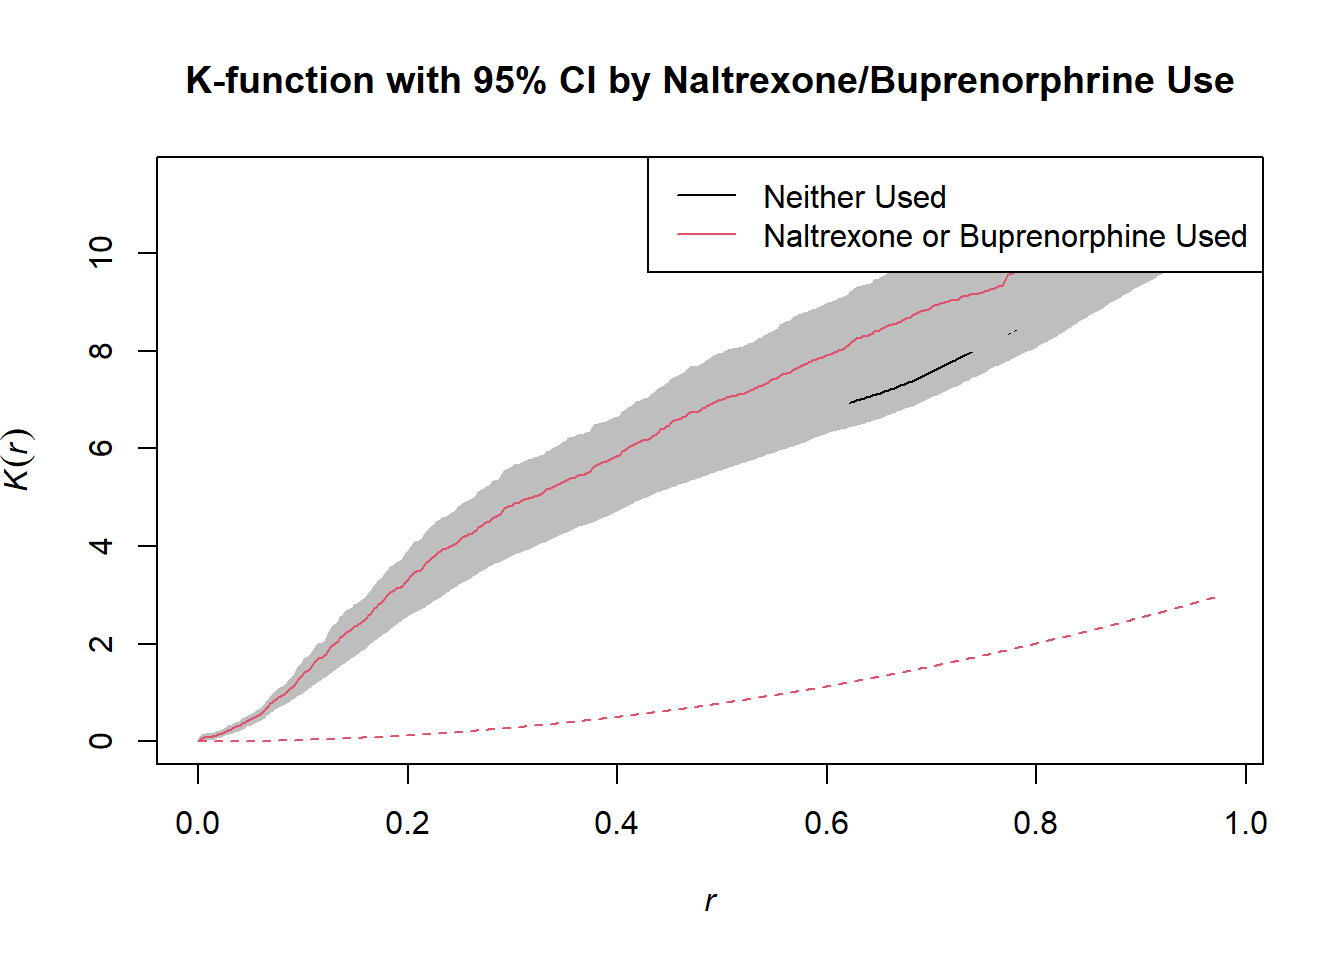 K-function with 95% CI by Naltrexone/Buprenorphrine Use
Neither Used
Naltrexone or Buprenorphine Used
K(r)
10
8
6
4
2
0
0.0 0.2 0.4 0.6 0.8 1.0
r